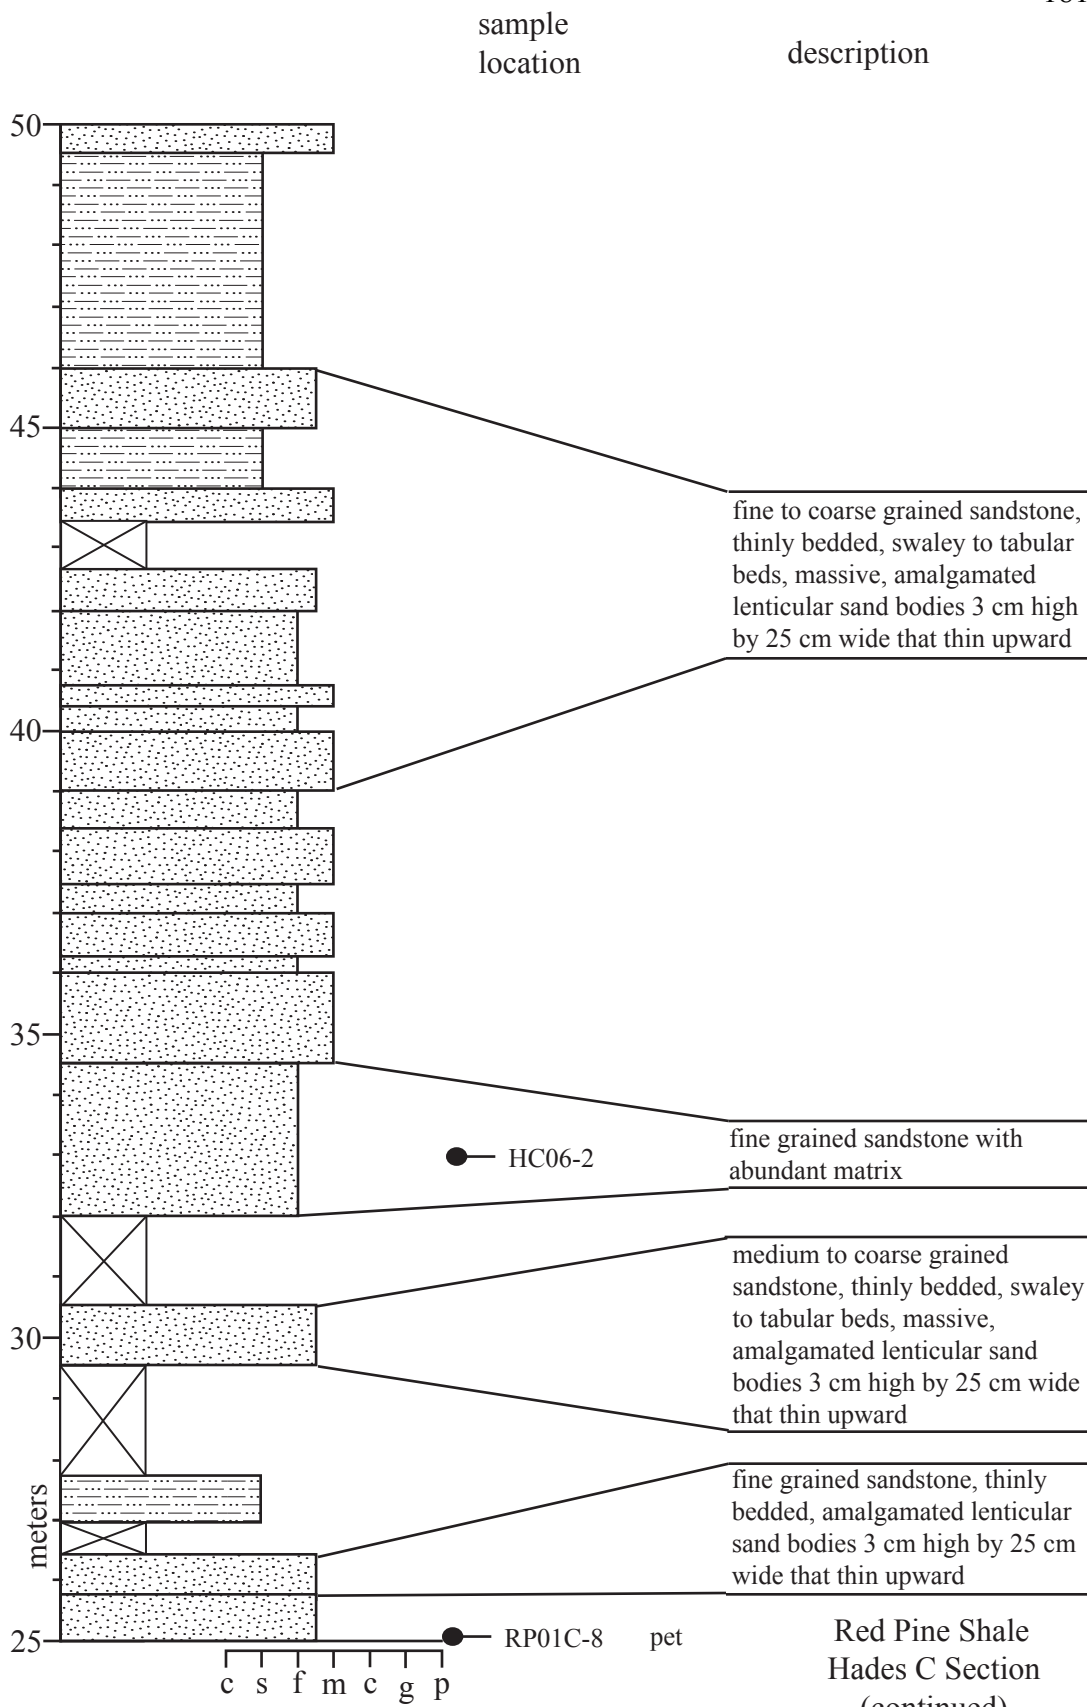 sample
location
description
50
45
fine to coarse grained sandstone,
thinly bedded, swaley to tabular
beds, massive, amalgamated
lenticular sand bodies 3 cm high
by 25 cm wide that thin upward
40
35
fine grained sandstone with
abundant matrix
HC06-2
medium to coarse grained
sandstone, thinly bedded, swaley
to tabular beds, massive,
amalgamated lenticular sand
bodies 3 cm high by 25 cm wide
that thin upward
30
fine grained sandstone, thinly
bedded, amalgamated lenticular
sand bodies 3 cm high by 25 cm
wide that thin upward
meters
25
RP01C-8 pet
c s f m c g p
Red Pine Shale
Hades C Section
(continued)